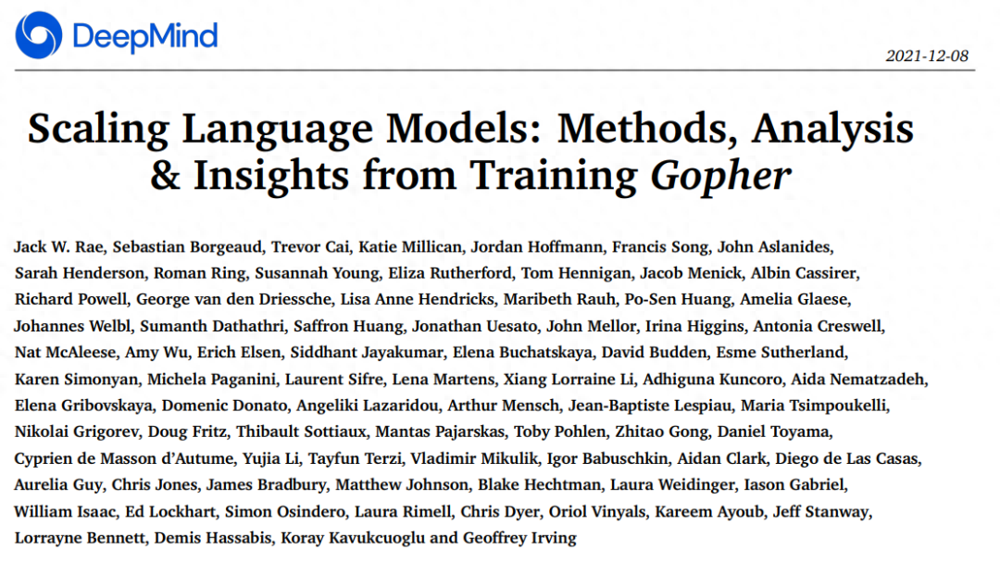 DeepMind
2021-12-08
Scaling Language Models: Methods, Analysis
& Insights from Training Gopher
Jack W. Rae, Sebastian Borgeaud, Trevor Cai, Katie Millican, Jordan Hoffmann, Francis Song, John Aslanides,
Sarah Henderson, Roman Ring, Susannah Young, Eliza Rutherford, Tom Hennigan, Jacob Menick, Albin Cassirer,
Richard Powell, George van den Driessche, Lisa Anne Hendricks, Maribeth Rauh, Po-Sen Huang, Amelia Glaese,
Johannes Welbl, Sumanth Dathathri, Saffron Huang, Jonathan Uesato, John Mellor, Irina Higgins, Antonia Creswell,
Nat McAleese, Amy Wu, Erich Elsen, Siddhant Jayakumar, Elena Buchatskaya, David Budden, Esme Sutherland,
Karen Simonyan, Michela Paganini, Laurent Sifre, Lena Martens, Xiang Lorraine Li, Adhiguna Kuncoro, Aida Nematzadeh,
Elena Gribovskaya, Domenic Donato, Angeliki Lazaridou, Arthur Mensch, Jean-Baptiste Lespiau, Maria Tsimpoukelli,
Nikolai Grigorev, Doug Fritz, Thibault Sottiaux, Mantas Pajarskas, Toby Pohlen, Zhitao Gong, Daniel Toyama,
Cyprien de Masson d'Autume, Yujia Li, Tayfun Terzi, Vladimir Mikulik, Igor Babuschkin, Aidan Clark, Diego de Las Casas,
Aurelia Guy, Chris Jones, James Bradbury, Matthew Johnson, Blake Hechtman, Laura Weidinger, Iason Gabriel,
William Isaac, Ed Lockhart, Simon Osindero, Laura Rimell, Chris Dyer, Oriol Vinyals, Kareem Ayoub, Jeff Stanway,
Lorrayne Bennett, Demis Hassabis, Koray Kavukcuoglu and Geoffrey Irving